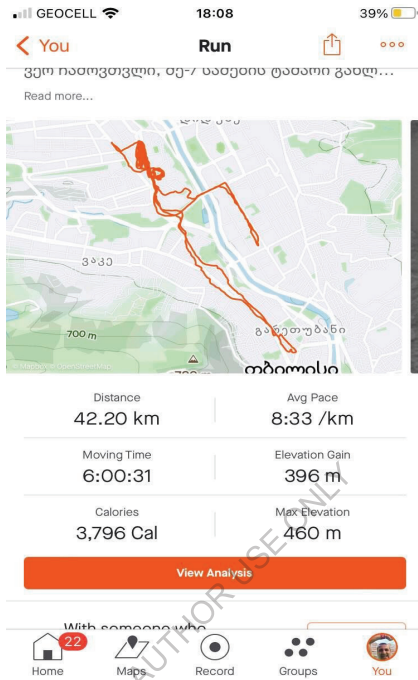 GEOCELL
18:08
39%
You
Run
Read more...
ვაკე
გარეთუბანი
700 m
თბილისი
Distance
42.20 km
Avg Pace
8:33 /km
Moving Time
6:00:31
Elevation Gain
396 m
Calories
3,796 Cal
Max Elevation
460 m
View Analysis
With someone who
22
Home
Maps
Record
Groups
You
AUTHOR USE ONLY